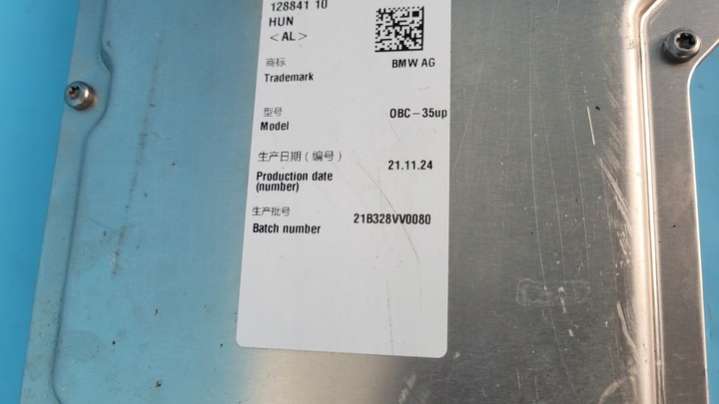 128841 10
HUN
<AL>
商标
Trademark BMW AG
型号
Model OBC-35up
生产日期(编号)
Production date (number) 21.11.24
生产批号
Batch number 21B328VV0080